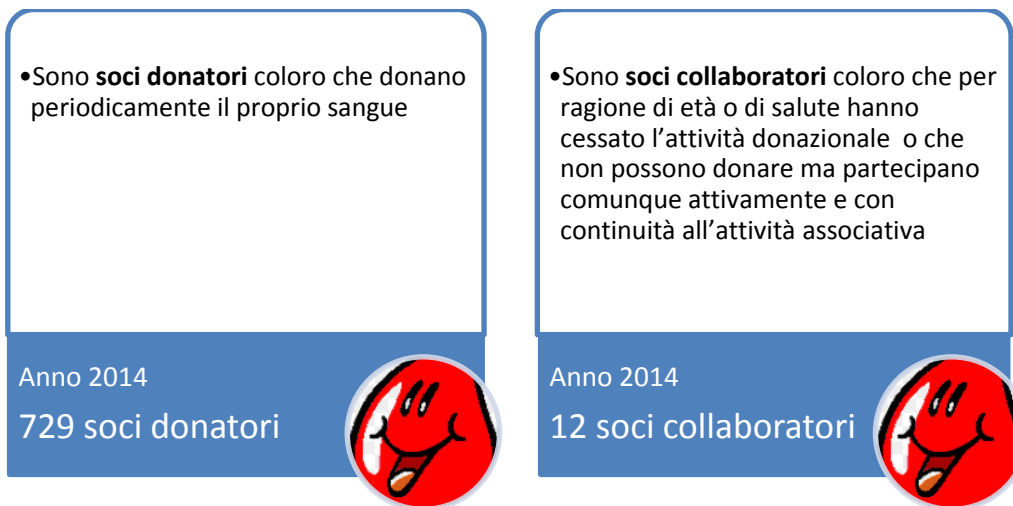 •Sono soci donatori coloro che donano
periodicamente il proprio sangue
Anno 2014
729 soci donatori
•Sono soci collaboratori coloro che per
ragione di età o di salute hanno
cessato l’attività donazionale  o che
non possono donare ma partecipano
comunque attivamente e con
continuità all’attività associativa
Anno 2014
12 soci collaboratori